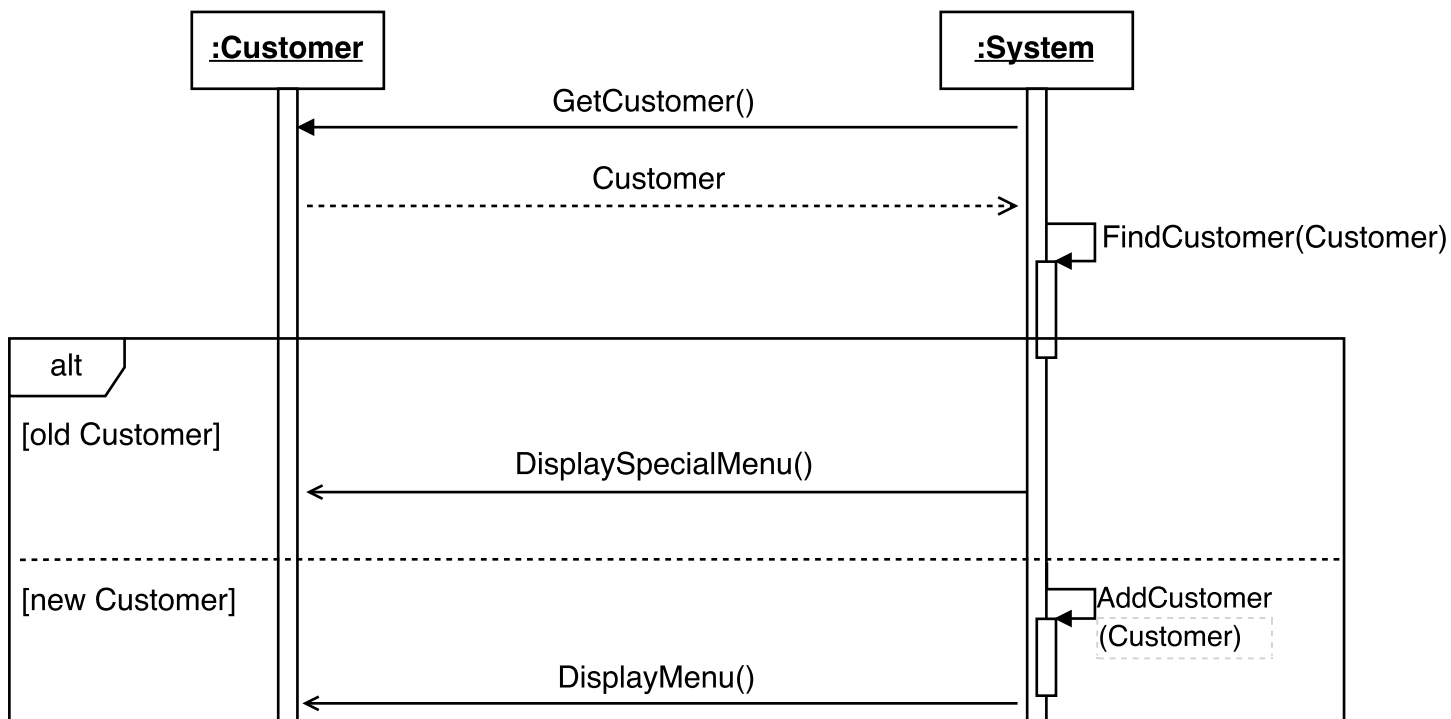 :Customer
:System
GetCustomer()
Customer
FindCustomer(Customer)
alt
[old Customer]
DisplaySpecialMenu()
[new Customer]
AddCustomer
(Customer)
DisplayMenu()